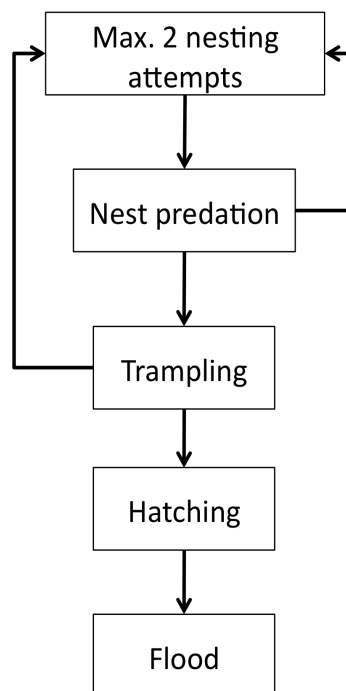 Max. 2 nesting
attempts
Nest predation
Trampling
Hatching
Flood